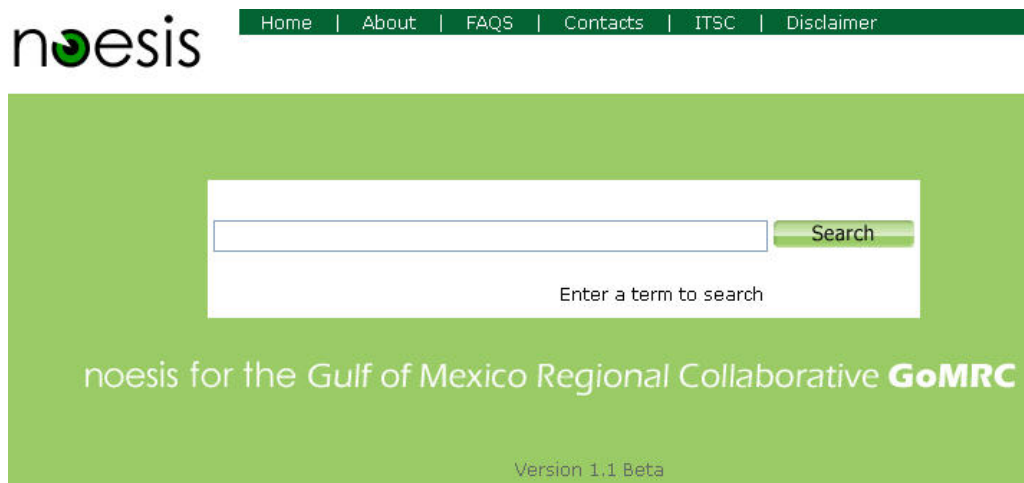 noesis
Home | About | FAQS | Contacts | ITSC | Disclaimer
Search
Enter a term to search
noesis for the Gulf of Mexico Regional Collaborative GoMRC
Version 1.1 Beta